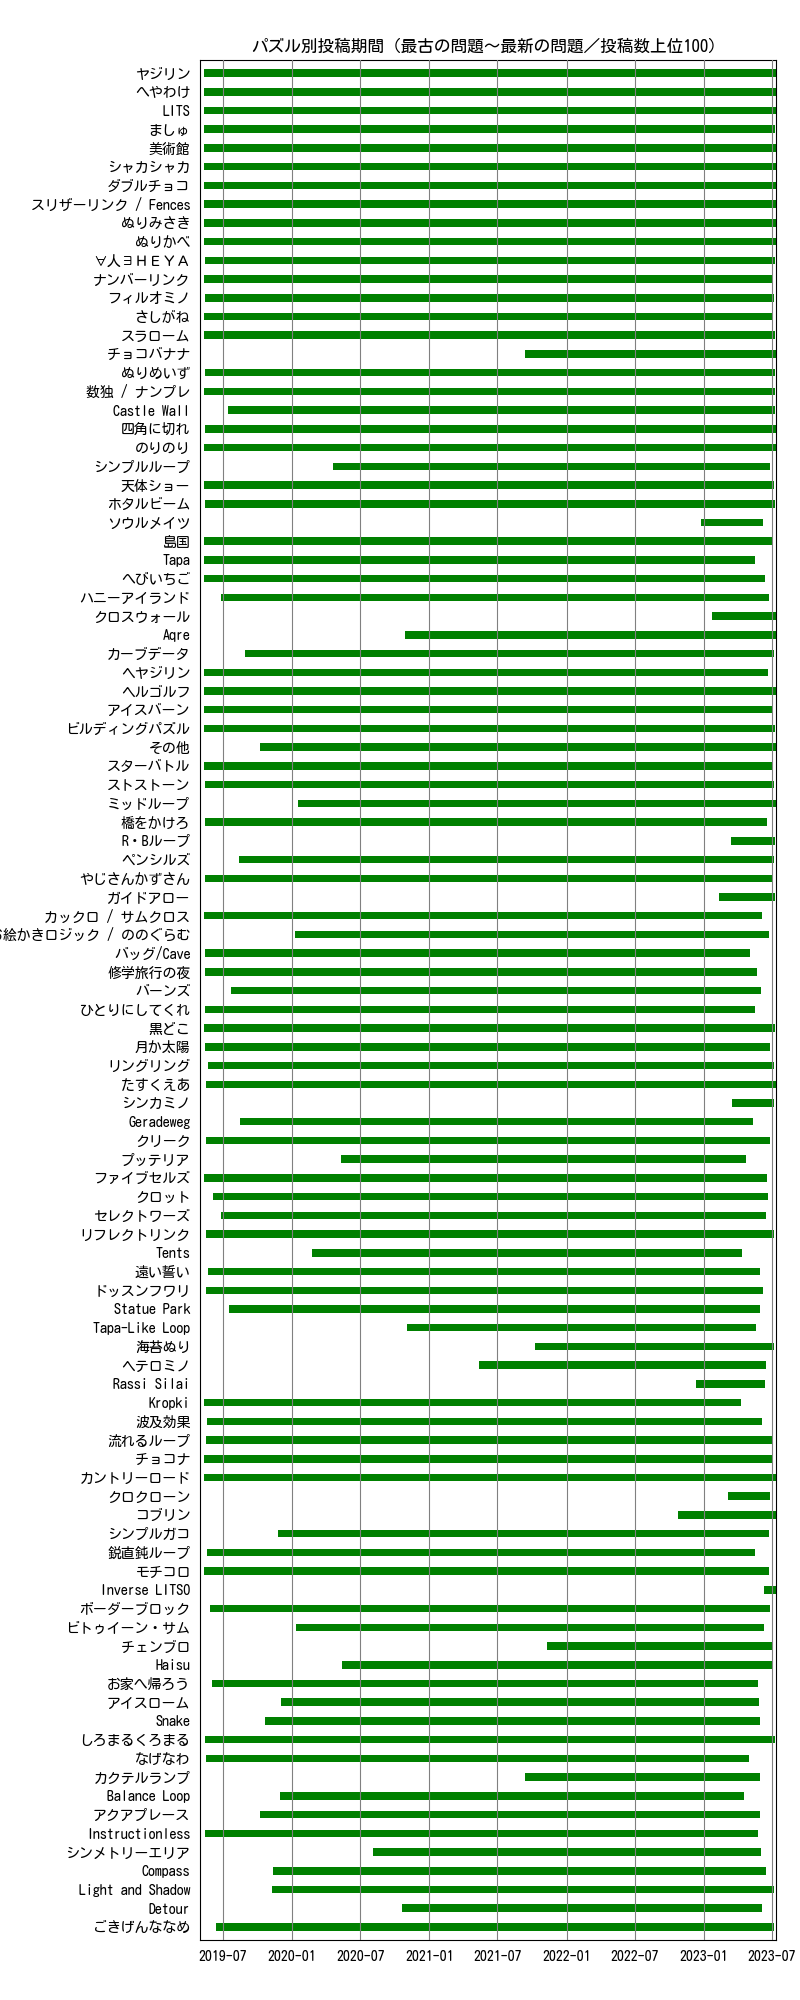 パズル別投稿期間（最古の問題～最新の問題／投稿数上位100）
ヤジリン
へやわけ
LITS
ましゅ
美術館
シャカシャカ
ダブルチョコ
スリザーリンク / Fences
ぬりみさき
ぬりかべ
∀人∃ＨＥＹＡ
ナンバーリンク
フィルオミノ
さしがね
スラローム
チョコバナナ
ぬりめいず
数独 / ナンプレ
Castle Wall
四角に切れ
のりのり
シンプルループ
天体ショー
ホタルビーム
ソウルメイツ
島国
Tapa
へびいちご
ハニーアイランド
クロスウォール
Aqre
カーブデータ
ヘヤジリン
ヘルゴルフ
アイスバーン
ビルディングパズル
その他
スターバトル
ストストーン
ミッドループ
橋をかけろ
R・Bループ
ペンシルズ
やじさんかずさん
ガイドアロー
カックロ / サムクロス
絵かきロジック / ののぐらむ
バッグ/Cave
修学旅行の夜
バーンズ
ひとりにしてくれ
黒どこ
月か太陽
リングリング
たすくえあ
シンカミノ
Geradeweg
クリーク
プッテリア
ファイブセルズ
クロット
セレクトワーズ
リフレクトリンク
Tents
遠い誓い
ドッスンフワリ
Statue Park
Tapa-Like Loop
海苔ぬり
ヘテロミノ
Rassi Silai
Kropki
波及効果
流れるループ
チョコナ
カントリーロード
クロクローン
コブリン
シンプルガコ
鋭直鈍ループ
モチコロ
Inverse LITSO
ボーダーブロック
ビトゥイーン・サム
チェンブロ
Haisu
お家へ帰ろう
アイスローム
Snake
しろまるくろまる
なげなわ
カクテルランプ
Balance Loop
アクアプレース
Instructionless
シンメトリーエリア
Compass
Light and Shadow
Detour
ごきげんななめ
2019-07 2020-01 2020-07 2021-01 2021-07 2022-01 2022-07 2023-01 2023-07